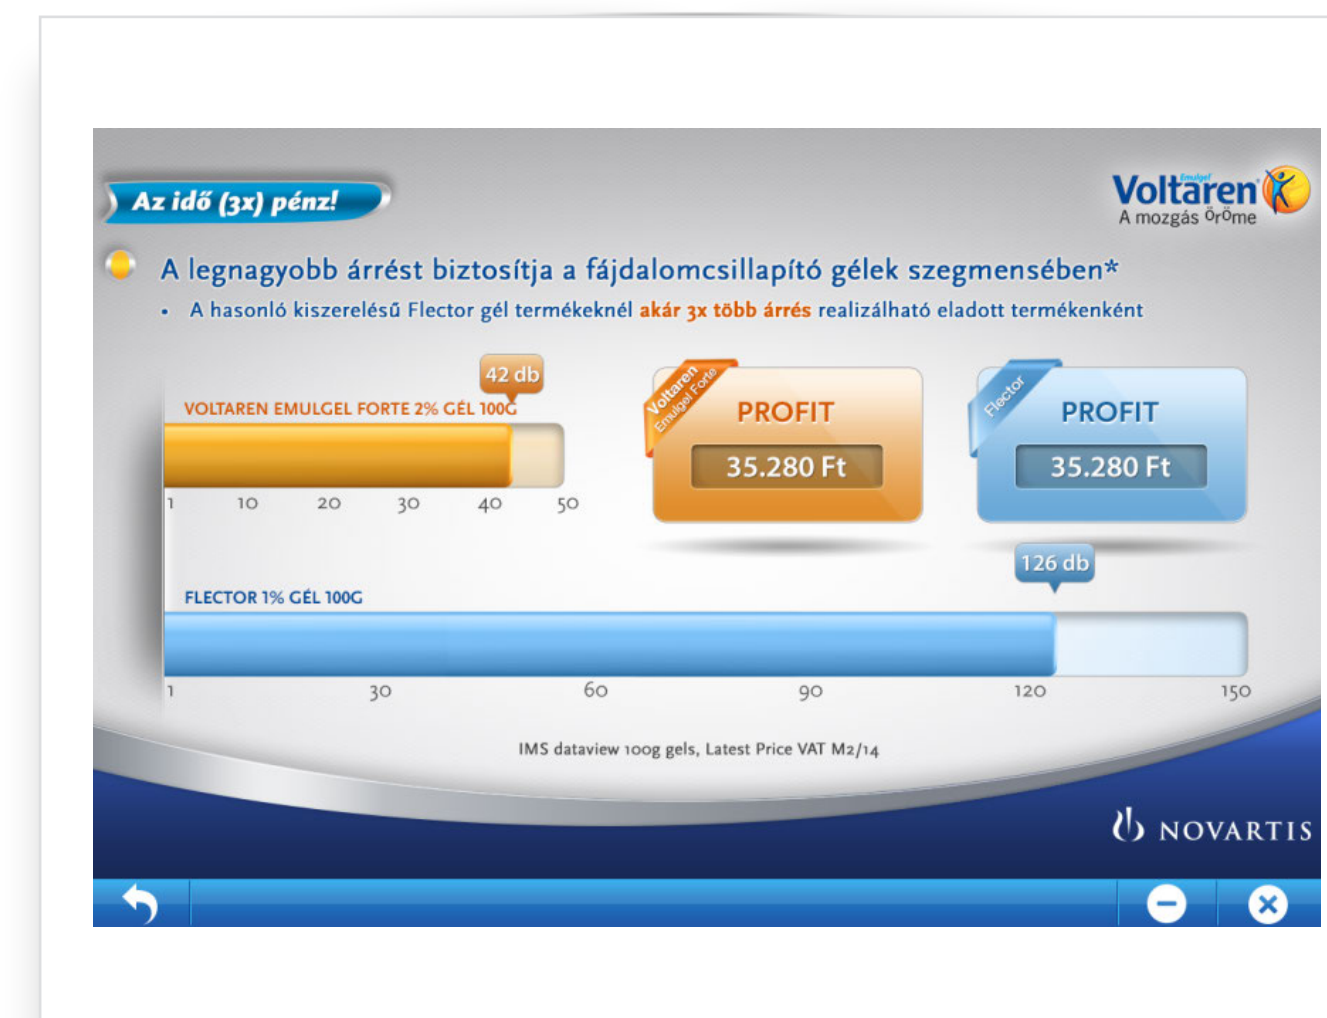 Az idő (3x) pénz!
Emulgel
Voltaren
A mozgás öröme
A legnagyobb árrést biztosítja a fájdalomcsillapító gélek szegmensében*
• A hasonló kiszerelésű Flector gél termékeknél akár 3x több árrés realizálható eladott termékenként
42 db
VOLTAREN EMULGEL FORTE 2% GÉL 100G
1 10 20 30 40 50
Voltaren
Emulgel Forte
PROFIT
35.280 Ft
Flector
PROFIT
35.280 Ft
126 db
FLECTOR 1% GÉL 100G
1 30 60 90 120 150
IMS dataview 100g gels, Latest Price VAT M2/14
NOVARTIS